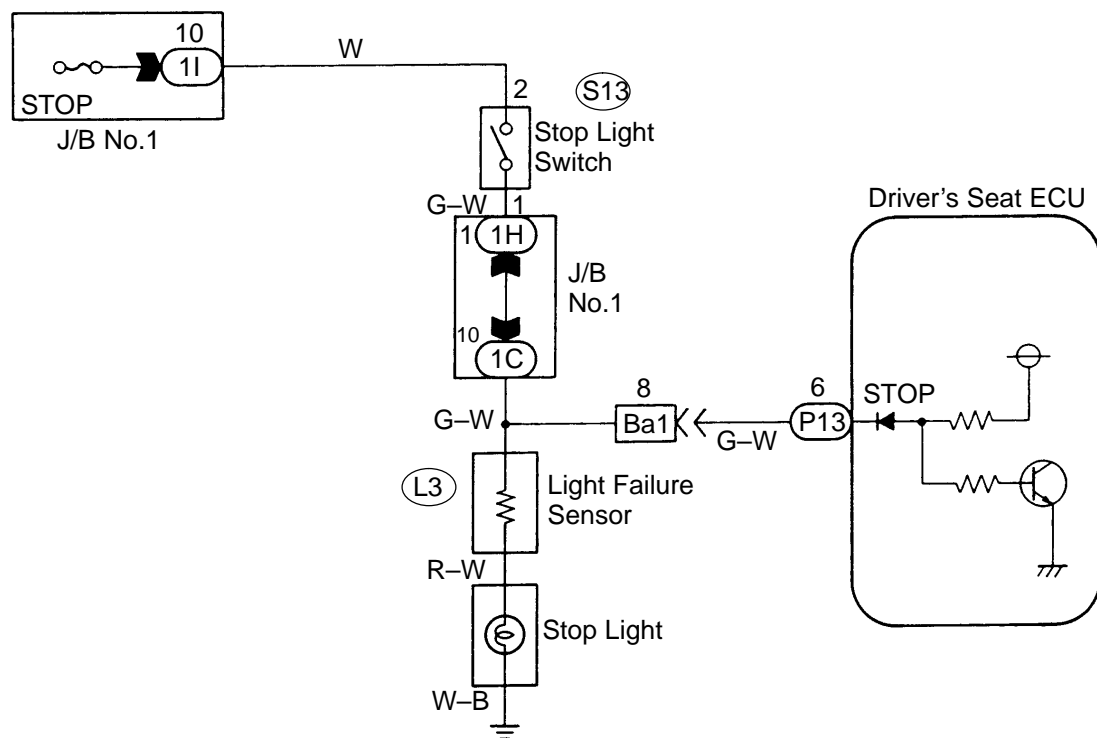 10
1I
STOP
J/B No.1
W
2
S13
Stop Light
Switch
G–W
1
1
1H
J/B
No.1
10
1C
G–W
8
Ba1
G–W
6
P13
Driver's Seat ECU
STOP
L3
Light Failure
Sensor
R–W
Stop Light
W–B